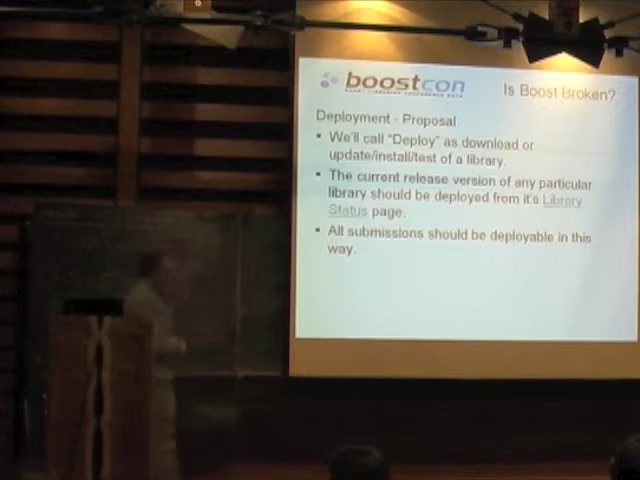 boostcon
Is Boost Broken?
Deployment - Proposal
We'll call "Deploy" as download or
update/install/test of a library.
The current release version of any particular
library should be deployed from it's Library
Status page.
All submissions should be deployable in this
way.